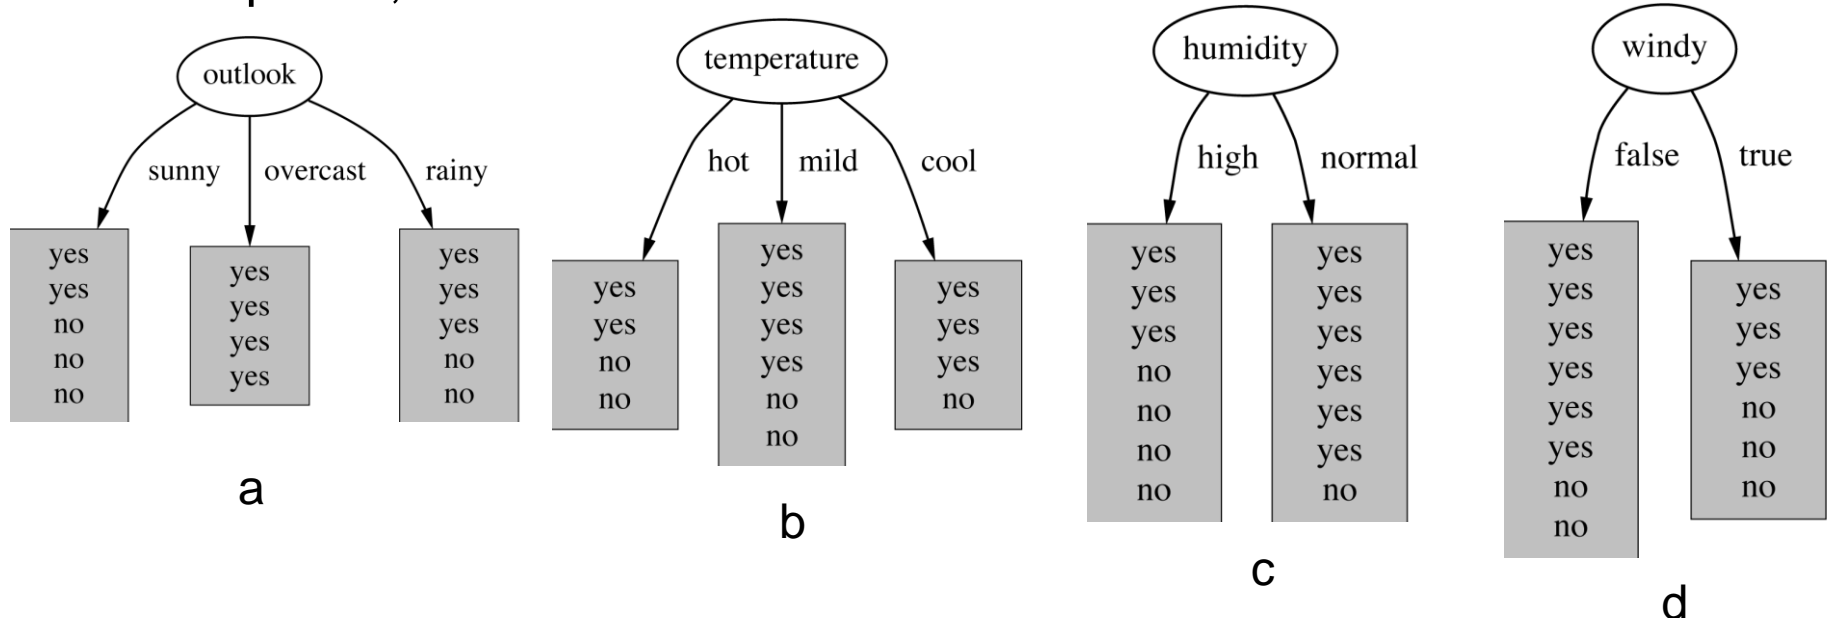 outlook
sunny
overcast
rainy
yes
yes
no
no
no
yes
yes
yes
yes
yes
yes
yes
no
no
a
temperature
hot
mild
cool
yes
yes
no
no
yes
yes
yes
yes
no
no
yes
yes
yes
no
b
humidity
high
normal
yes
yes
yes
no
no
no
no
yes
yes
yes
yes
yes
yes
no
c
windy
false
true
yes
yes
yes
yes
yes
yes
no
no
yes
yes
yes
no
no
no
d